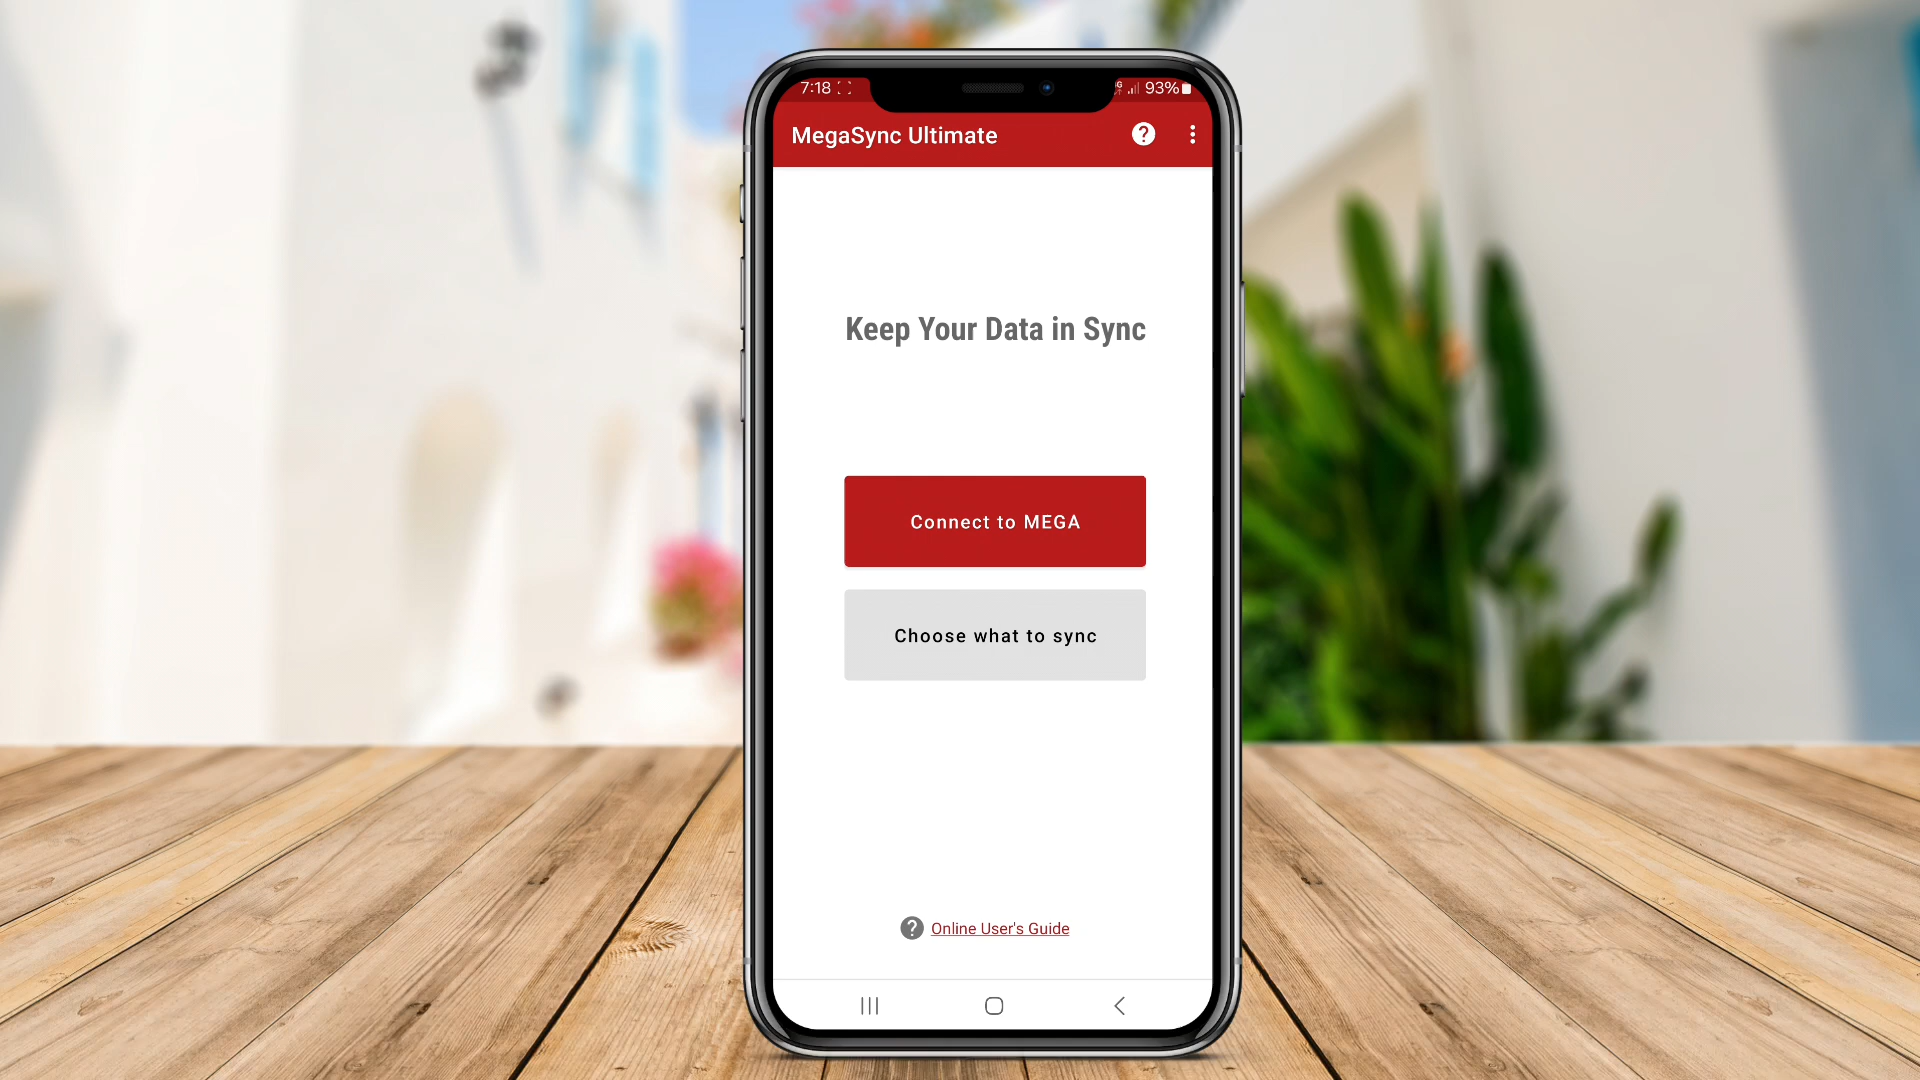 7:18 93%
MegaSync Ultimate
Keep Your Data in Sync
Connect to MEGA
Choose what to sync
Online User's Guide